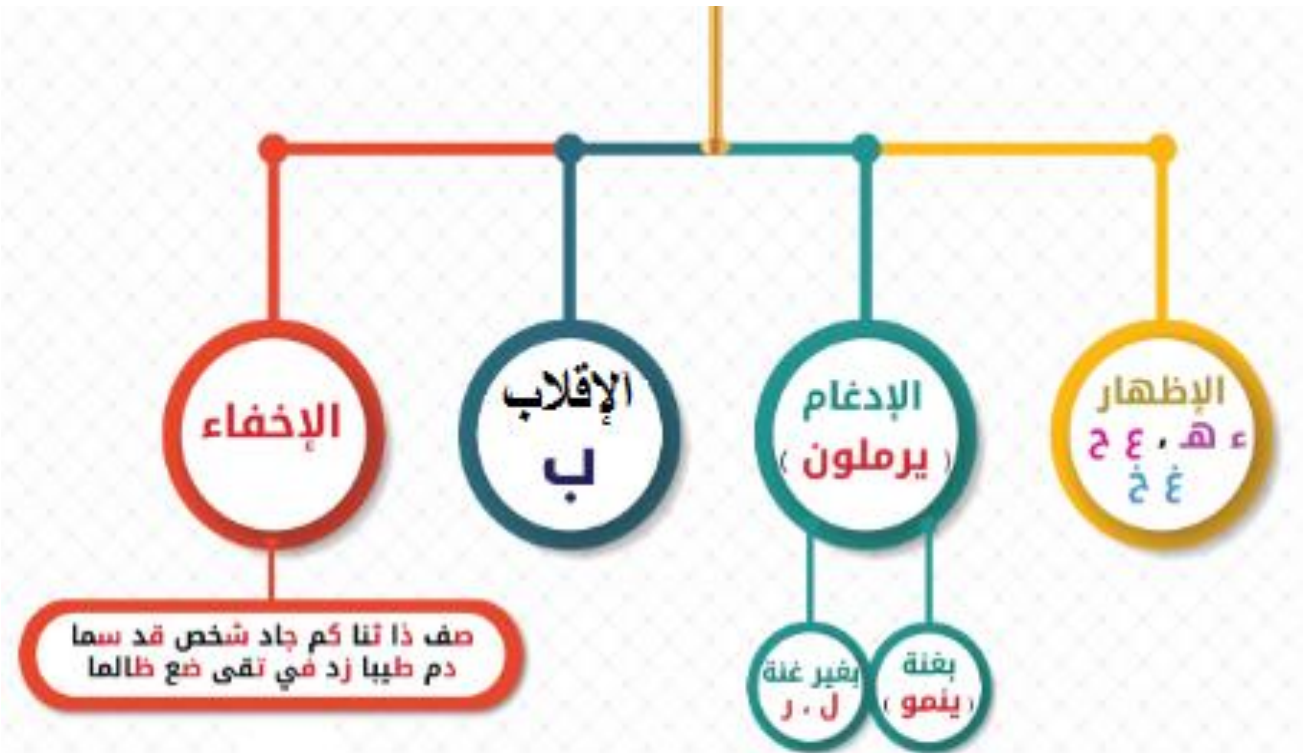 الإظهار
ء هـ ، ع ح
غ خ
الإدغام
( يرملون )
بغنة
( ينمو )
بغير غنة
ل ، ر
الإقلاب
ب
الإخفاء
صف ذا ثنا كم جاد شخص قد سما
دم طيبا زد في تقى ضع ظالما